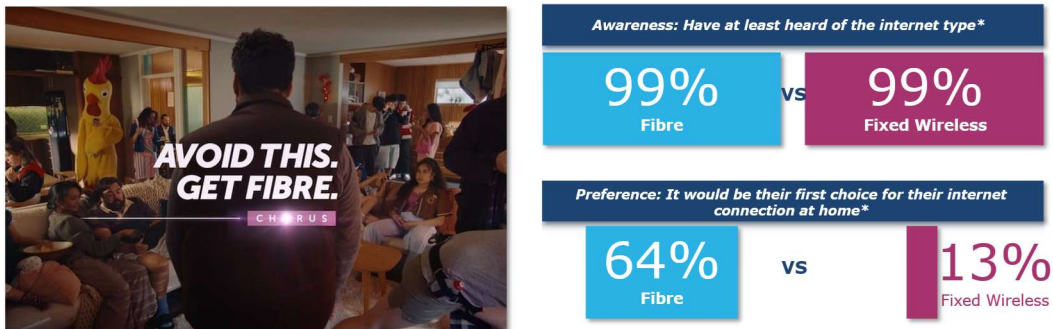 AVOID THIS.
GET FIBRE.
CHORUS
Awareness: Have at least heard of the internet type*
99%
Fibre
vs
99%
Fixed Wireless
Preference: It would be their first choice for their internet
connection at home*
64%
Fibre
vs
13%
Fixed Wireless